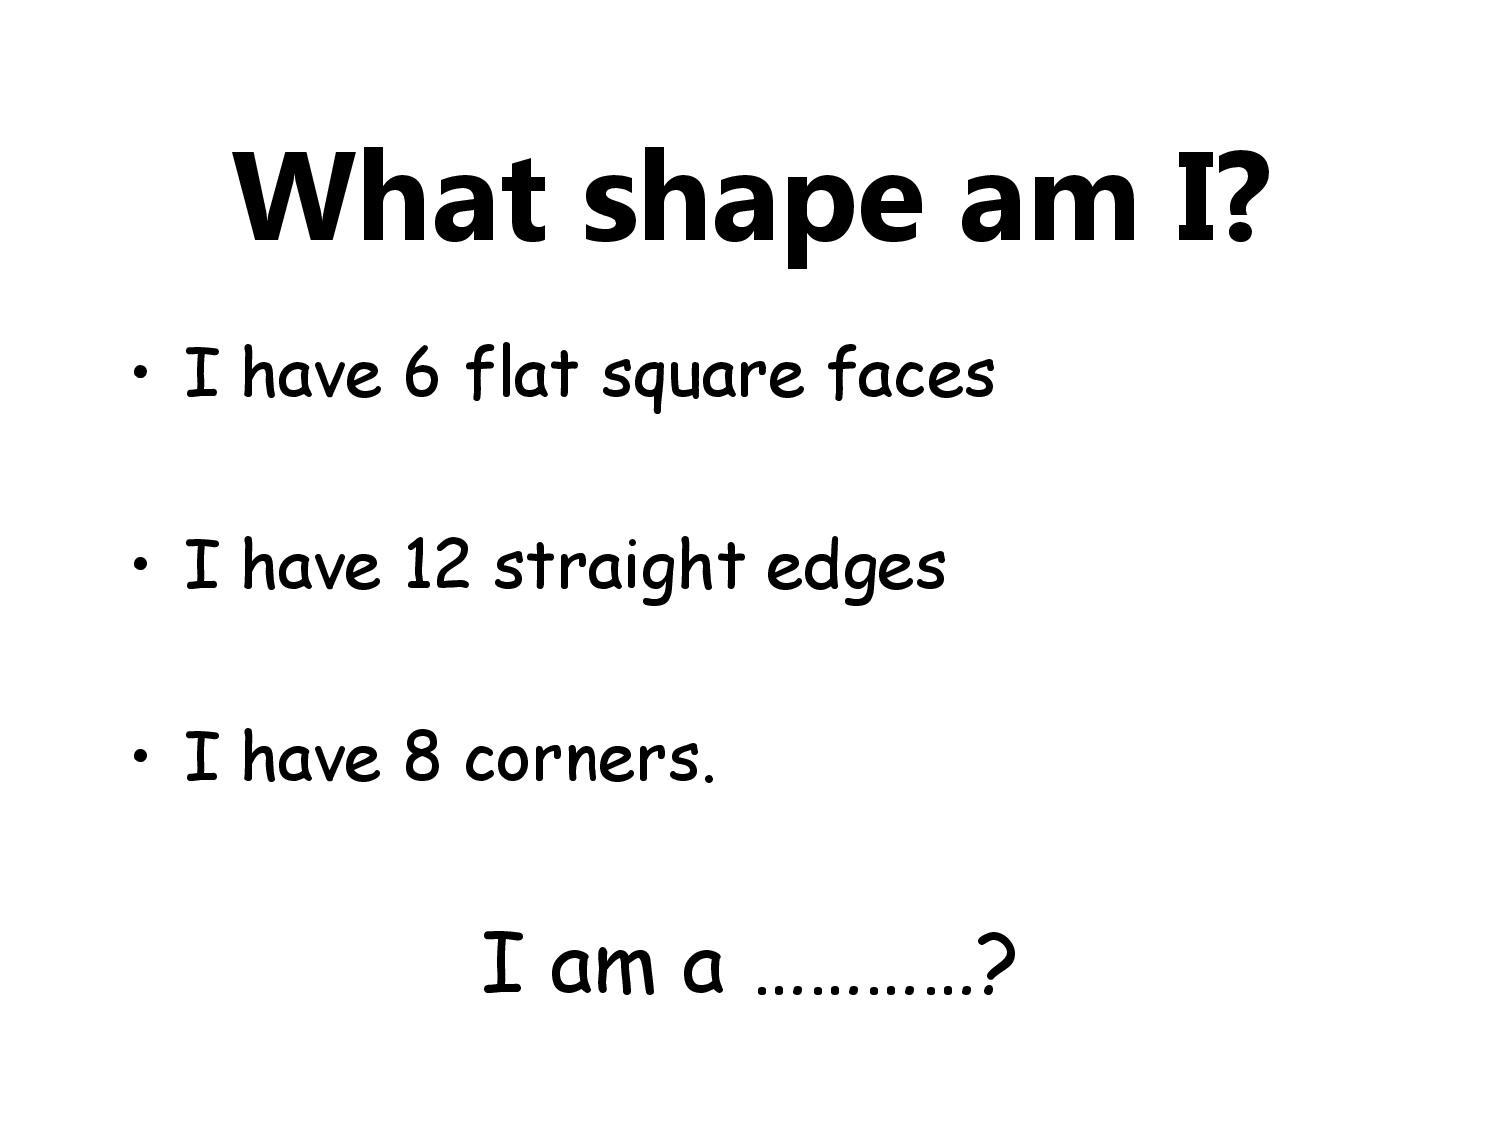 What shape am I?
• I have 6 flat square faces
• I have 12 straight edges
• I have 8 corners.
I am a …………?